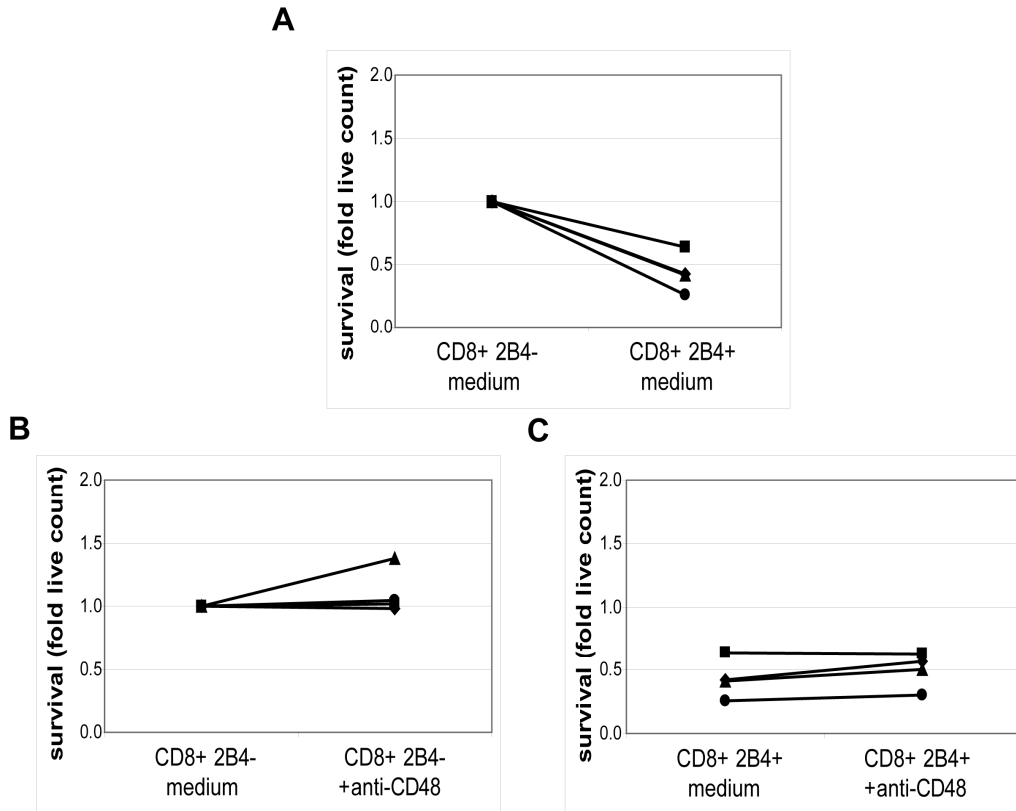 A
survival (fold live count)
2.0
1.5
1.0
0.5
0.0
CD8+ 2B4-
medium
CD8+ 2B4+
medium
B
survival (fold live count)
2.0
1.5
1.0
0.5
0.0
CD8+ 2B4-
medium
CD8+ 2B4-
+anti-CD48
C
survival (fold live count)
2.0
1.5
1.0
0.5
0.0
CD8+ 2B4+
medium
CD8+ 2B4+
+anti-CD48